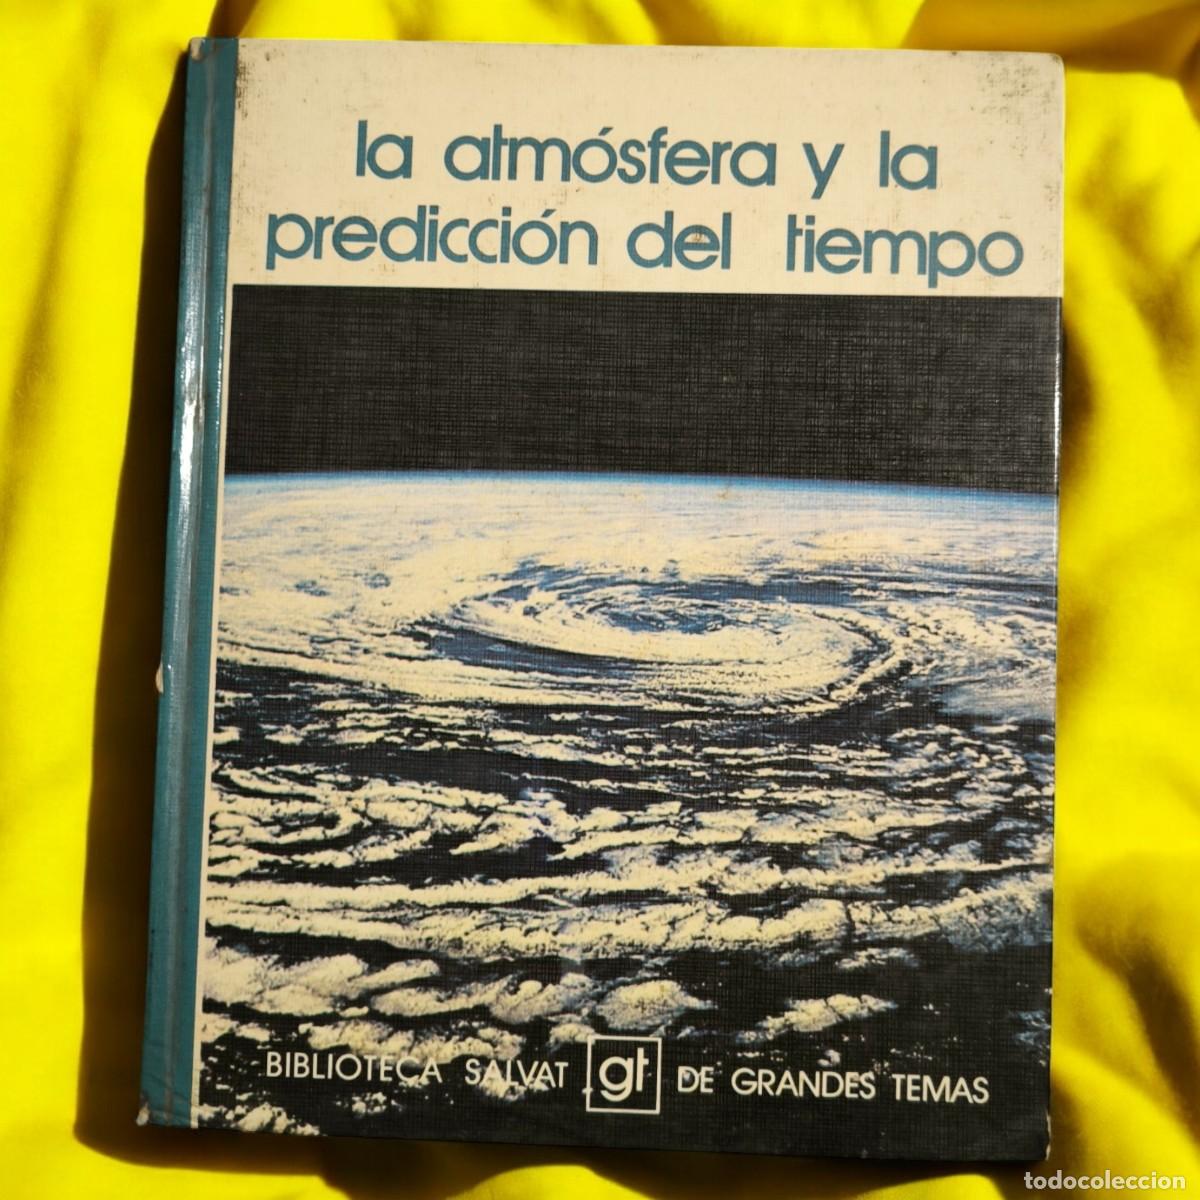 la atmósfera y la
predicción del tiempo
BIBLIOTECA SALVAT gt DE GRANDES TEMAS
todocoleccion